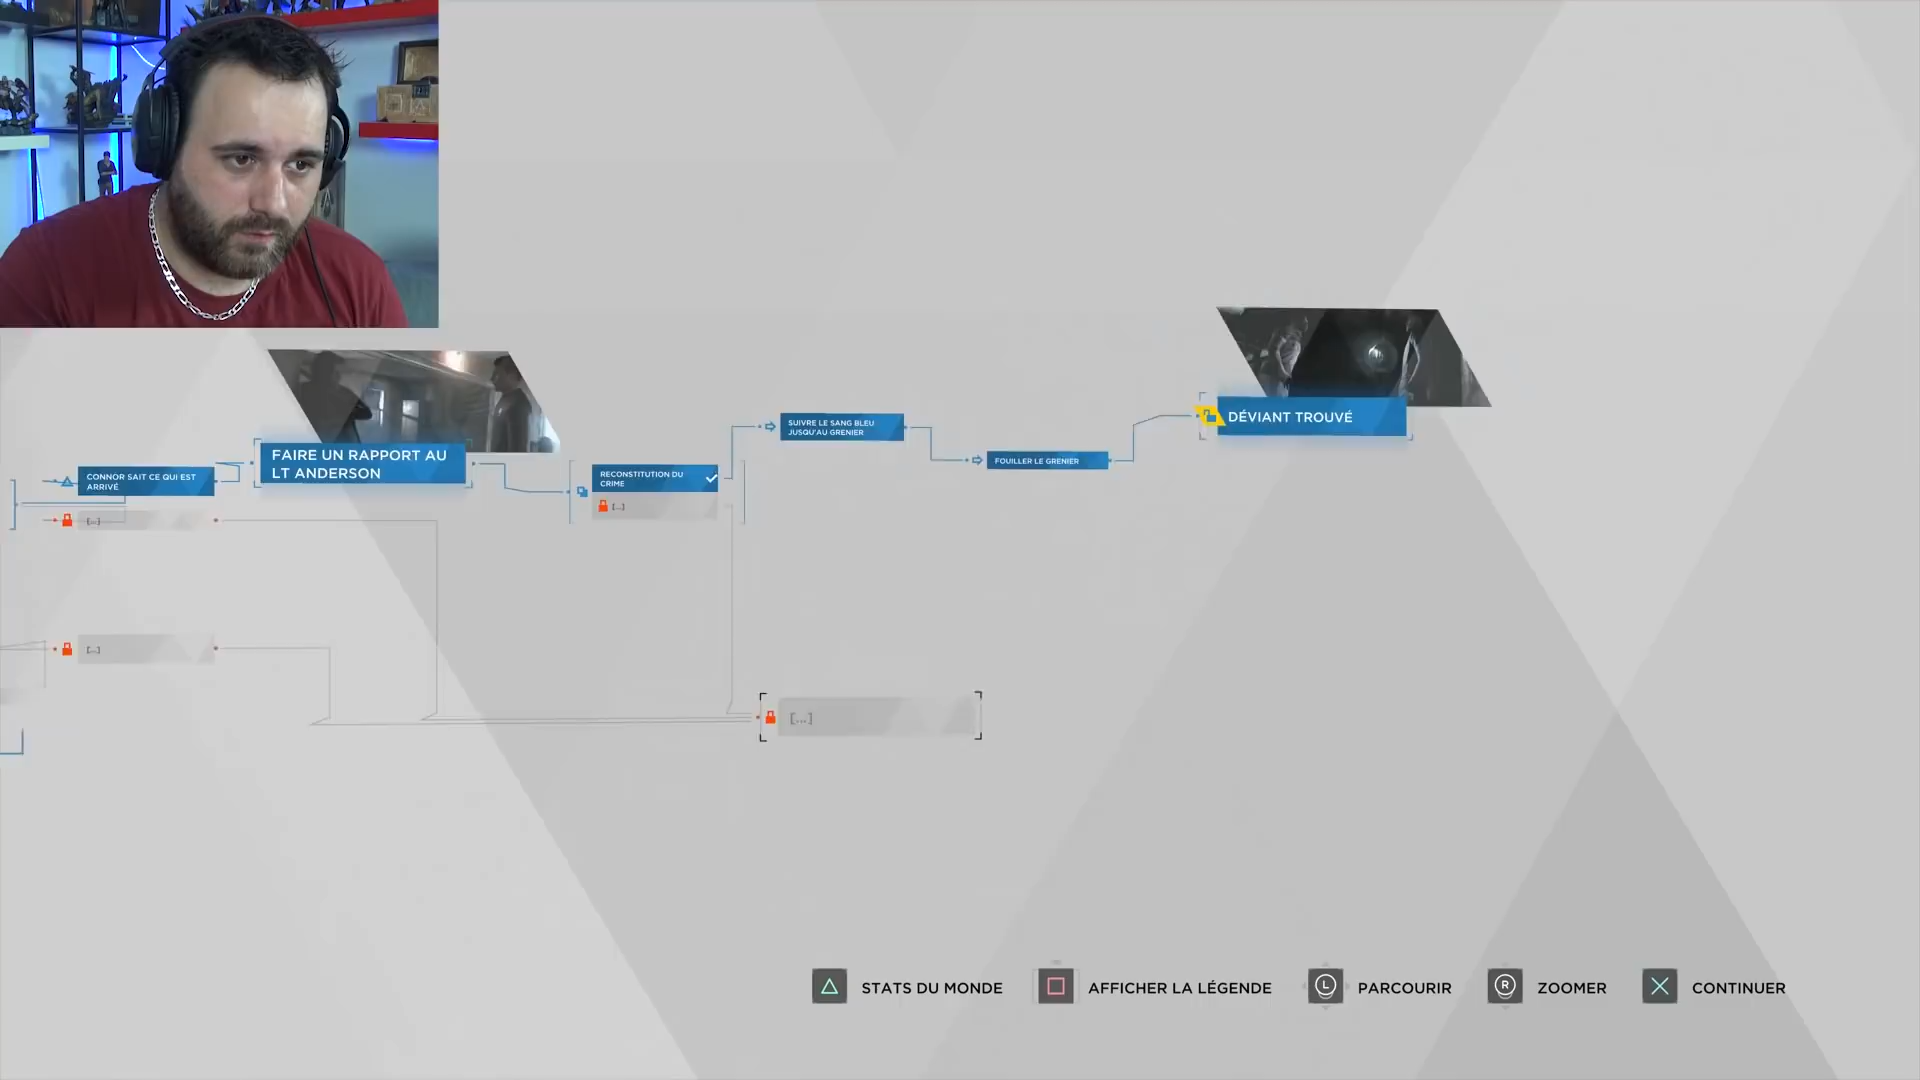 CONNOR SAIT CE QUI EST
ARRIVÉ
[...]
[...]
FAIRE UN RAPPORT AU
LT ANDERSON
RECONSTITUTION DU
CRIME
[...]
SUIVRE LE SANG BLEU
JUSQU'AU GRENIER
FOUILLER LE GRENIER
DÉVIANT TROUVÉ
[...]
STATS DU MONDE
AFFICHER LA LÉGENDE
L
PARCOURIR
R
ZOOMER
CONTINUER